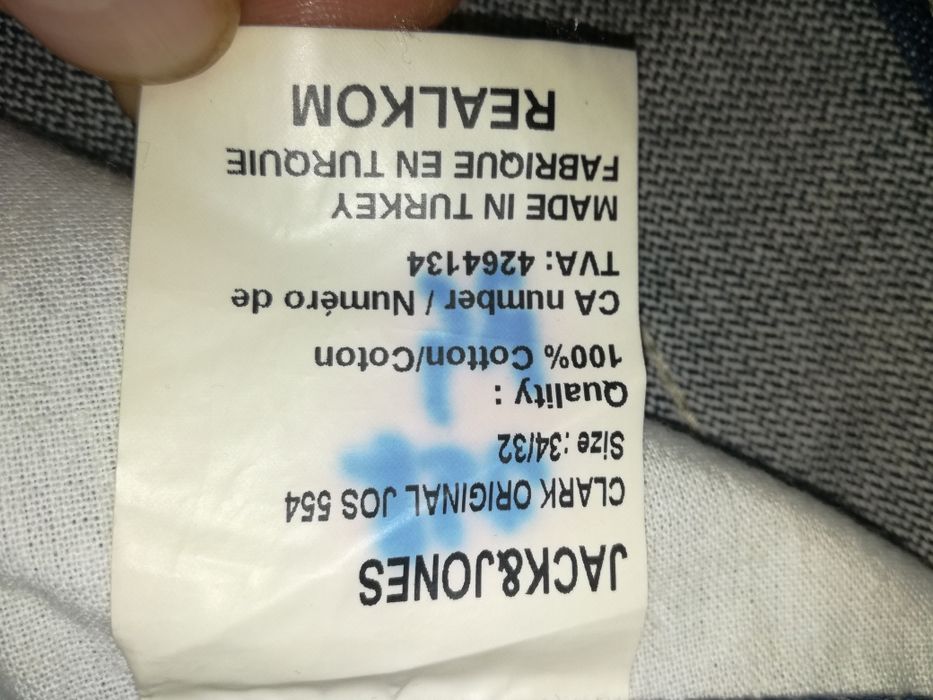 JACK&JONES
CLARK ORIGINAL JOS 554
Size :34/32
Quality :
100% Cotton/Coton
CA number / Numéro de
TVA: 4264134
MADE IN TURKEY
FABRIQUE EN TURQUIE
REALKOM